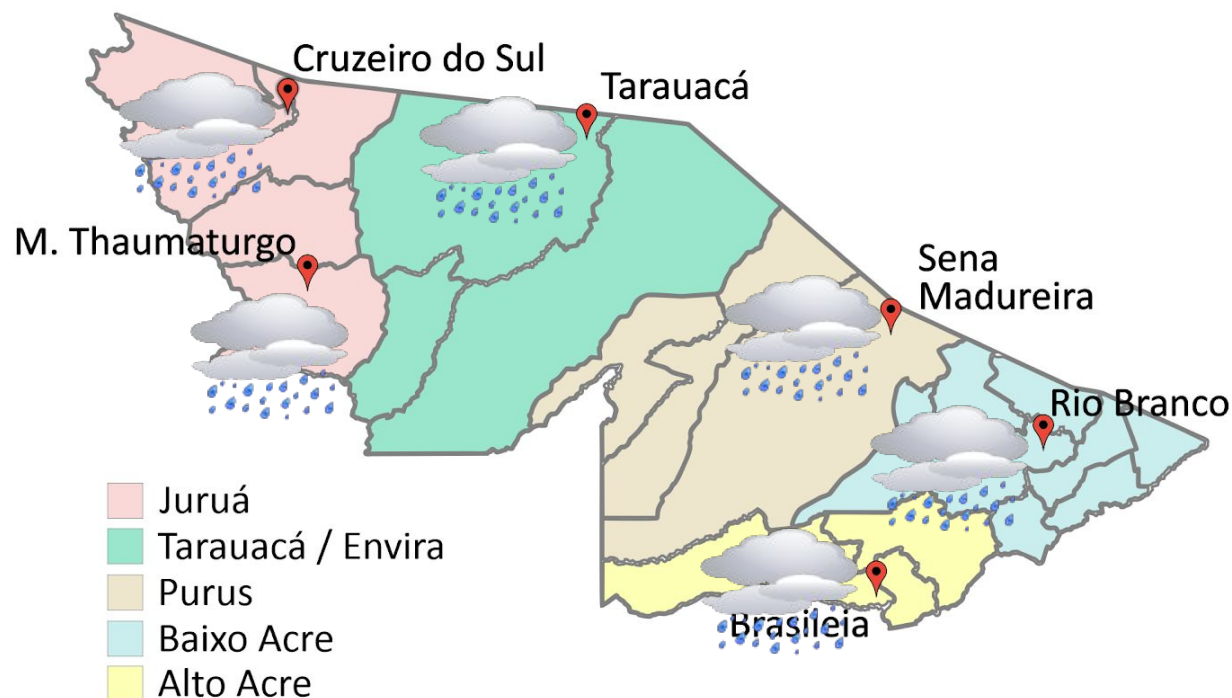 Cruzeiro do Sul
Tarauacá
M. Thaumaturgo
Sena
Madureira
Rio Branco
Brasileia
Juruá
Tarauacá / Envira
Purus
Baixo Acre
Alto Acre